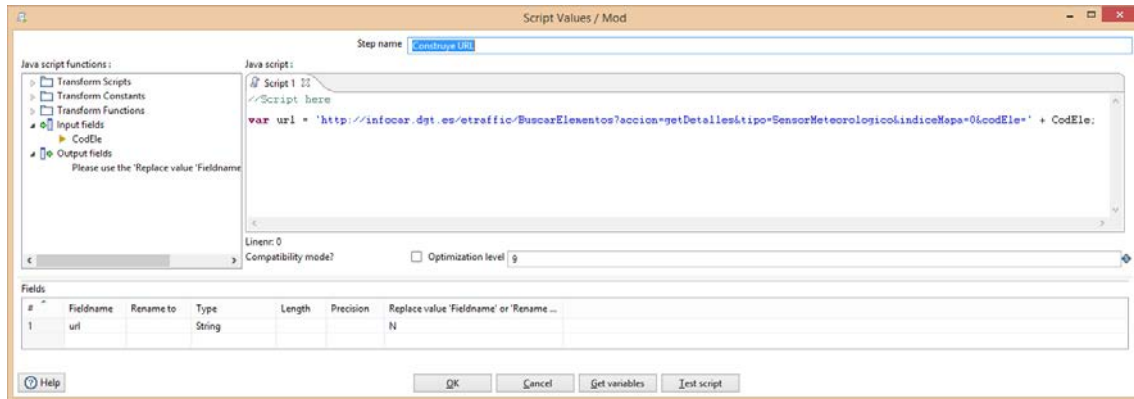 Script Values / Mod
Step name Construye URL
Java script functions :
Java script :
Transform Scripts
Transform Constants
Transform Functions
Input fields
CodEle
Output fields
Please use the 'Replace value 'Fieldname
Script 1
//Script here
var url = 'http://infocar.dgt.es/etraffic/BuscarElementos?accion=getDetalles&tipo=SensorMeteorologico&indiceMapa=0&codEle=' + CodEle;
Linenr: 0
Compatibility mode?
Optimization level 9
Fields
# Fieldname Rename to Type Length Precision Replace value 'Fieldname' or 'Rename ...
1 url String N
Help OK Cancel Get variables Test script